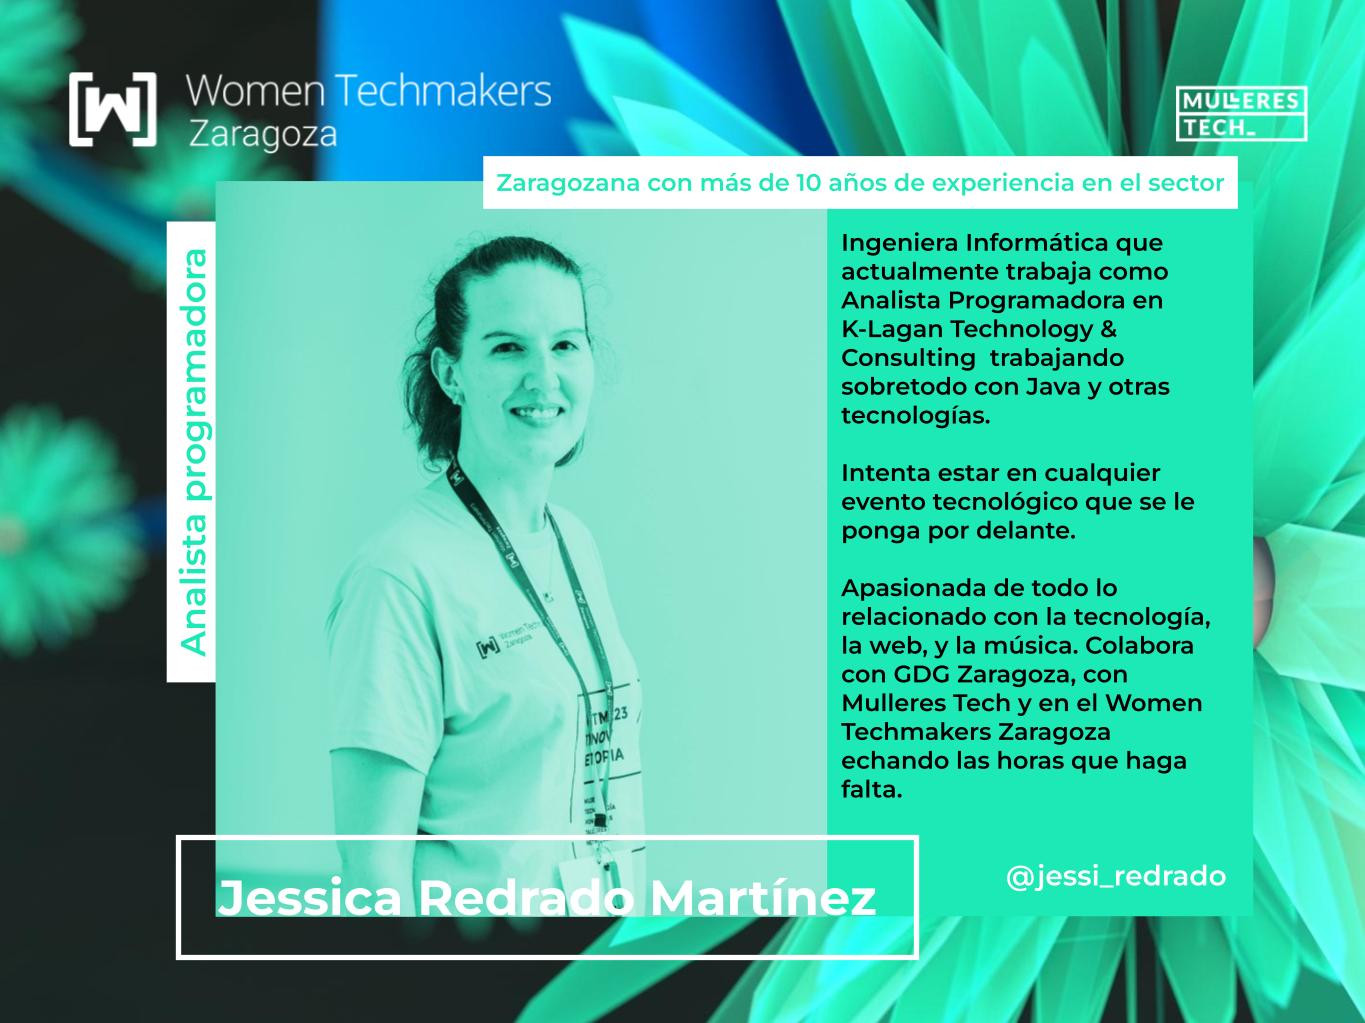 [W] Women Techmakers
Zaragoza
MULLERES
TECH_
Zaragozana con más de 10 años de experiencia en el sector
Analista programadora
Ingeniera Informática que
actualmente trabaja como
Analista Programadora en
K-Lagan Technology &
Consulting  trabajando
sobretodo con Java y otras
tecnologías.
Intenta estar en cualquier
evento tecnológico que se le
ponga por delante.
Apasionada de todo lo
relacionado con la tecnología,
la web, y la música. Colabora
con GDG Zaragoza, con
Mulleres Tech y en el Women
Techmakers Zaragoza
echando las horas que haga
falta.
[W] Women Tech
Zaragoza
Jessica Redrado Martínez
@jessi_redrado